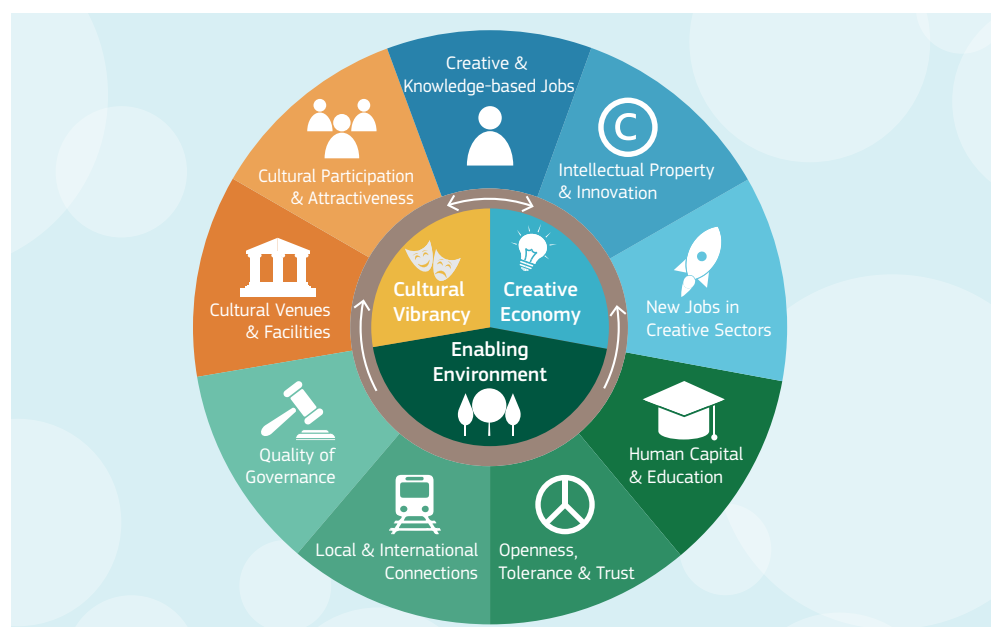 Creative &
Knowledge-based Jobs
C
Intellectual Property
& Innovation
New Jobs in
Creative Sectors
Human Capital
& Education
Openness,
Tolerance & Trust
Local & International
Connections
Quality of
Governance
Cultural Venues
& Facilities
Cultural Participation
& Attractiveness
Cultural
Vibrancy
Creative
Economy
Enabling
Environment